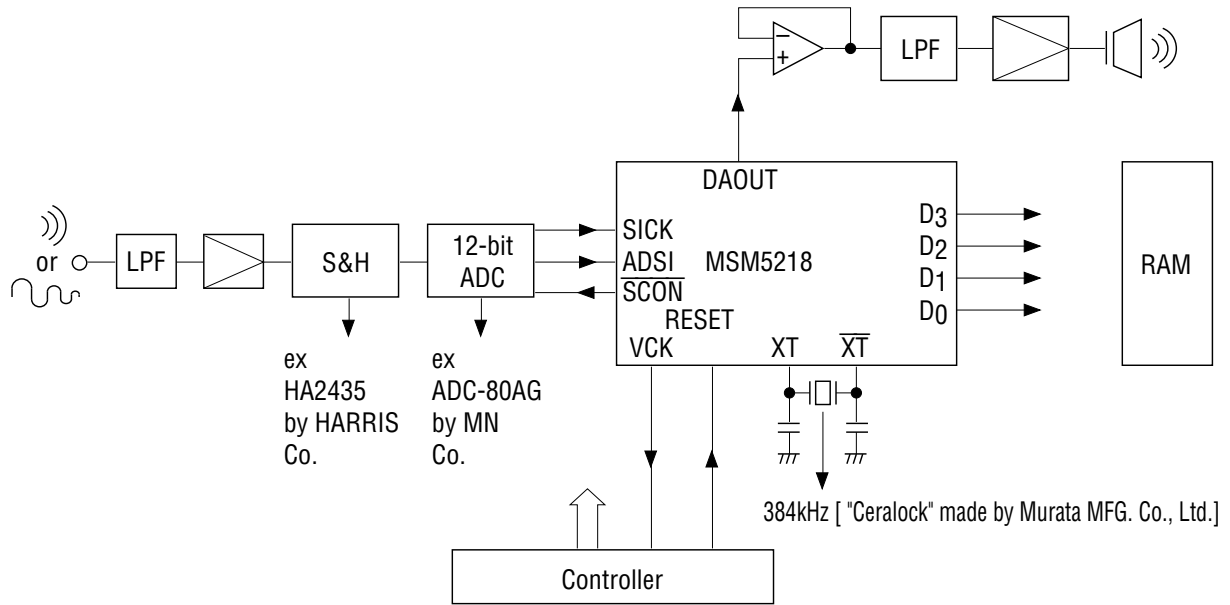 −
+
LPF
DAOUT
SICK
ADSI
SCON
MSM5218
RESET
VCK
XT
XT
D3
D2
D1
D0
RAM
or
LPF
S&H
12-bit
ADC
ex
HA2435
by HARRIS
Co.
ex
ADC-80AG
by MN
Co.
384kHz [ "Ceralock" made by Murata MFG. Co., Ltd.]
Controller